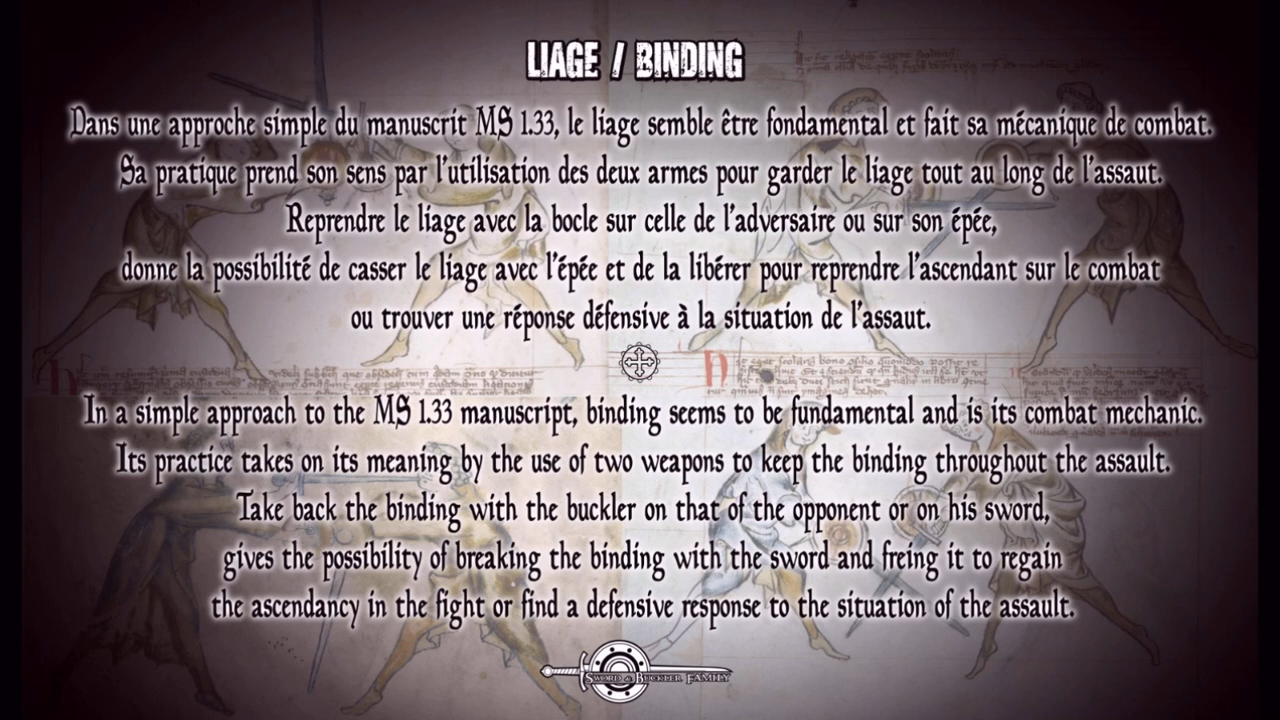 LIAGE / BINDING
Dans une approche simple du manuscrit MS 1.33, le liage semble être fondamental et fait sa mécanique de combat.
Sa pratique prend son sens par l'utilisation des deux armes pour garder le liage tout au long de l'assaut.
Reprendre le liage avec la bocle sur celle de l'adversaire ou sur son épée,
donne la possibilité de casser le liage avec l'épée et de la libérer pour reprendre l'ascendant sur le combat
ou trouver une réponse défensive à la situation de l'assaut.
In a simple approach to the MS 1.33 manuscript, binding seems to be fundamental and is its combat mechanic.
Its practice takes on its meaning by the use of two weapons to keep the binding throughout the assault.
Take back the binding with the buckler on that of the opponent or on his sword,
gives the possibility of breaking the binding with the sword and freing it to regain
the ascendancy in the fight or find a defensive response to the situation of the assault.
SWORD & BUCKLER FAMILY